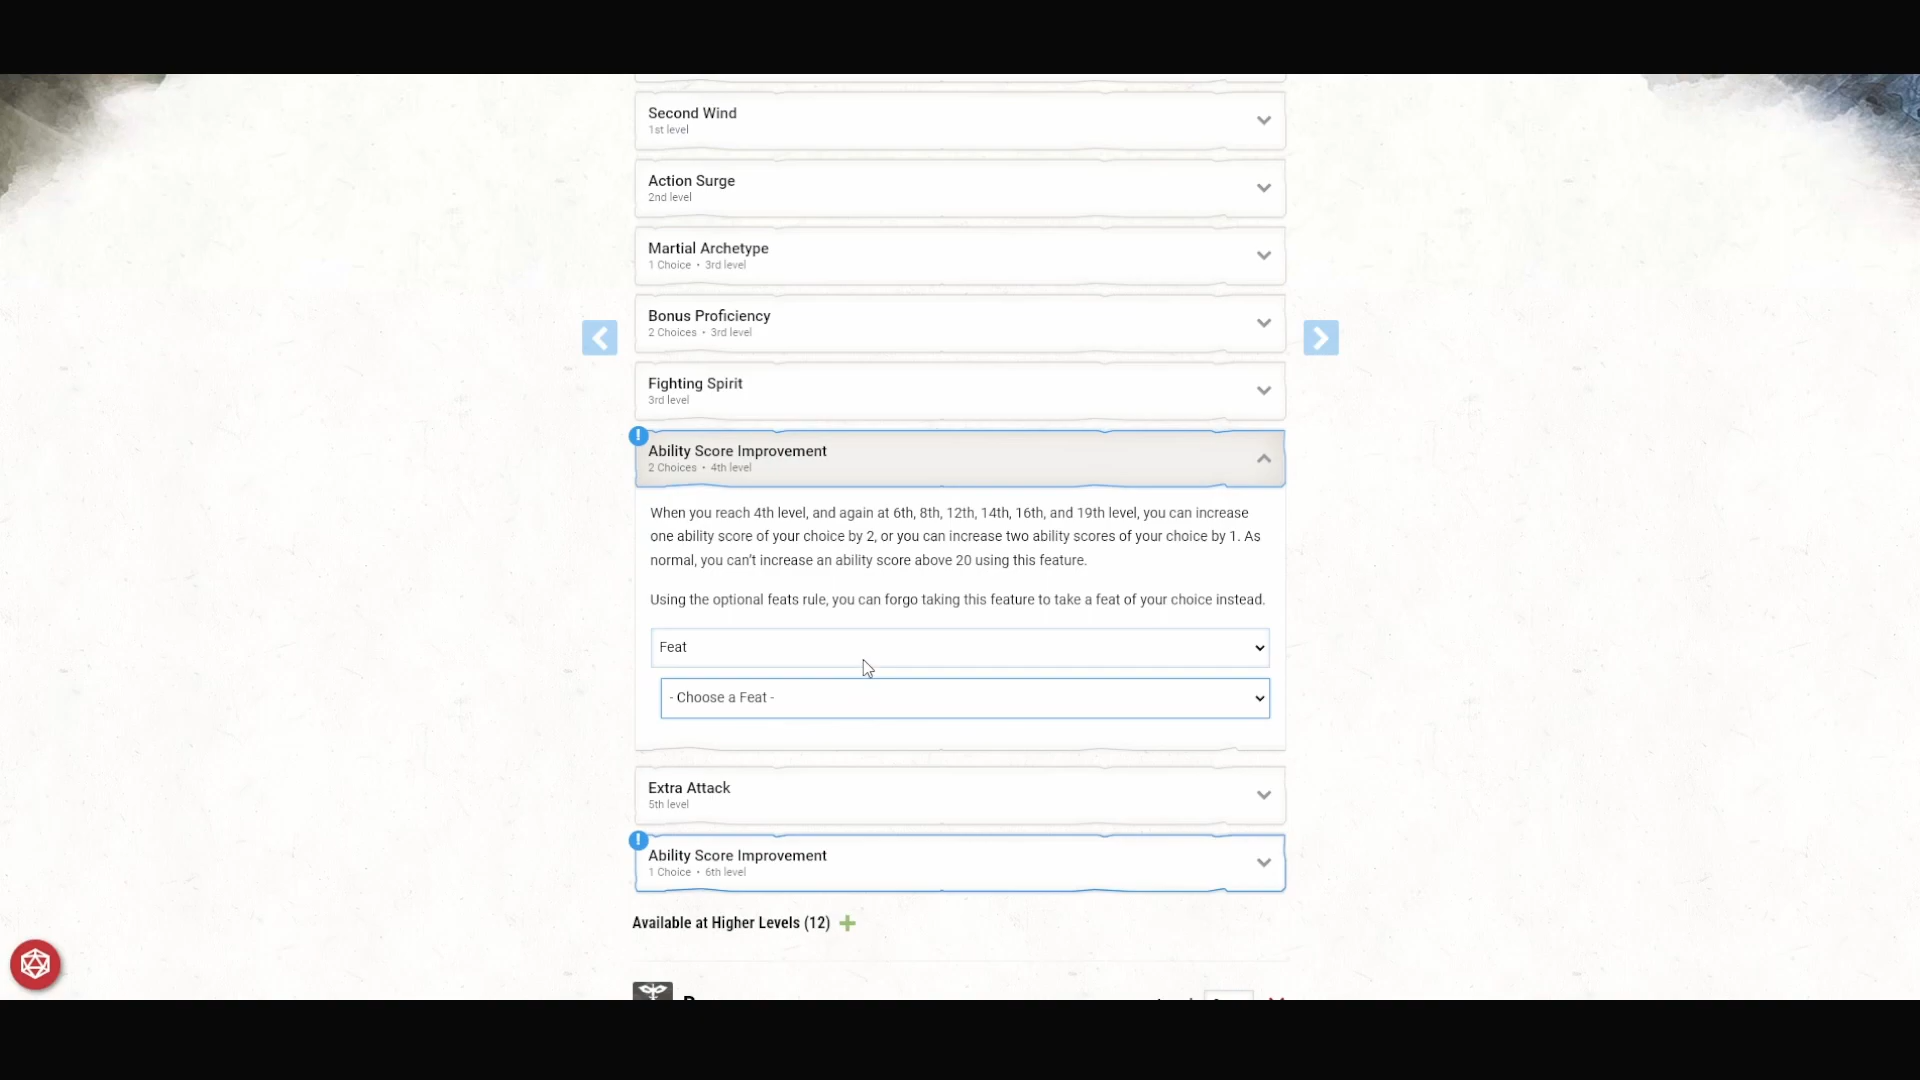 Second Wind
1st level
Action Surge
2nd level
Martial Archetype
1 Choice • 3rd level
Bonus Proficiency
2 Choices • 3rd level
Fighting Spirit
3rd level
!
Ability Score Improvement
2 Choices • 4th level
When you reach 4th level, and again at 6th, 8th, 12th, 14th, 16th, and 19th level, you can increase
one ability score of your choice by 2, or you can increase two ability scores of your choice by 1. As
normal, you can't increase an ability score above 20 using this feature.
Using the optional feats rule, you can forgo taking this feature to take a feat of your choice instead.
Feat
- Choose a Feat -
Extra Attack
5th level
!
Ability Score Improvement
1 Choice • 6th level
Available at Higher Levels (12)